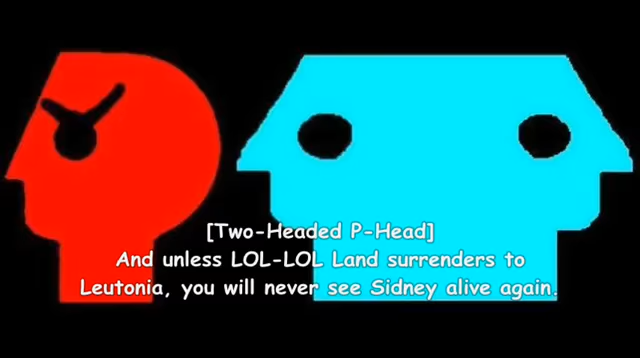 [Two-Headed P-Head]
And unless LOL-LOL Land surrenders to
Leutonia, you will never see Sidney alive again.